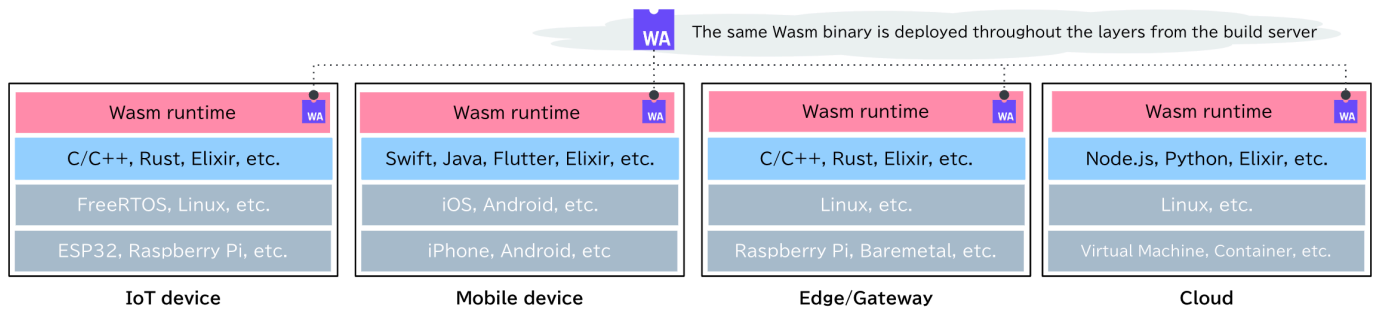 WA
The same Wasm binary is deployed throughout the layers from the build server
Wasm runtime
WA
C/C++, Rust, Elixir, etc.
FreeRTOS, Linux, etc.
ESP32, Raspberry Pi, etc.
IoT device
Wasm runtime
WA
Swift, Java, Flutter, Elixir, etc.
iOS, Android, etc.
iPhone, Android, etc
Mobile device
Wasm runtime
WA
C/C++, Rust, Elixir, etc.
Linux, etc.
Raspberry Pi, Baremetal, etc.
Edge/Gateway
Wasm runtime
WA
Node.js, Python, Elixir, etc.
Linux, etc.
Virtual Machine, Container, etc.
Cloud